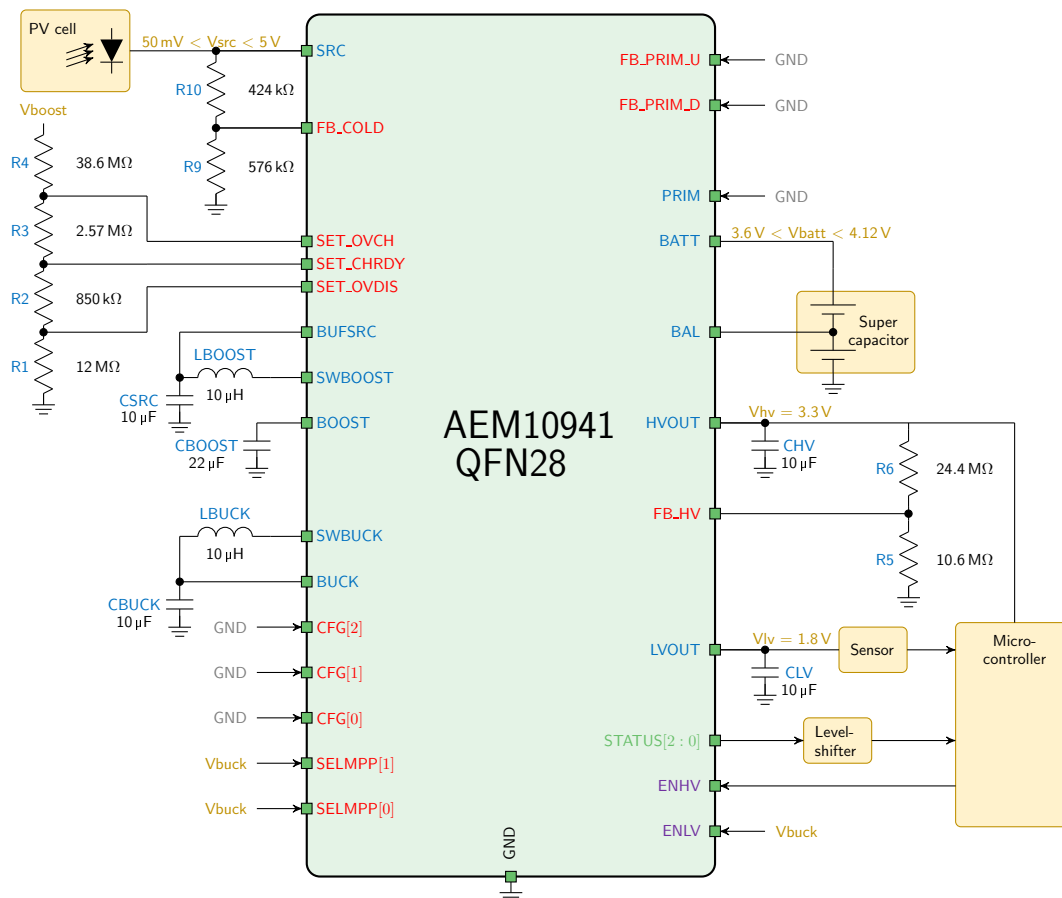 PV cell
50 mV < Vsrc < 5 V
SRC
R10
424 kΩ
FB_COLD
R9
576 kΩ
Vboost
R4
38.6 MΩ
R3
2.57 MΩ
R2
850 kΩ
R1
12 MΩ
SET_OVCH
SET_CHRDY
SET_OVDIS
BUFSRC
LBOOST
10 µH
SWBOOST
CSRC
10 µF
BOOST
CBOOST
22 µF
LBUCK
10 µH
SWBUCK
BUCK
CBUCK
10 µF
GND
CFG[2]
GND
CFG[1]
GND
CFG[0]
Vbuck
SELMPP[1]
Vbuck
SELMPP[0]
AEM10941
QFN28
GND
FB_PRIM_U
GND
FB_PRIM_D
GND
PRIM
GND
BATT
3.6 V < Vbatt < 4.12 V
BAL
Super
capacitor
HVOUT
Vhv = 3.3 V
CHV
10 µF
R6
24.4 MΩ
FB_HV
R5
10.6 MΩ
LVOUT
Vlv = 1.8 V
CLV
10 µF
Sensor
Micro-
controller
STATUS[2 : 0]
Level-
shifter
ENHV
ENLV
Vbuck